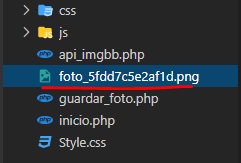 css
js
api_imgbb.php
foto_5fdd7c5e2af1d.png
guardar_foto.php
inicio.php
Style.css